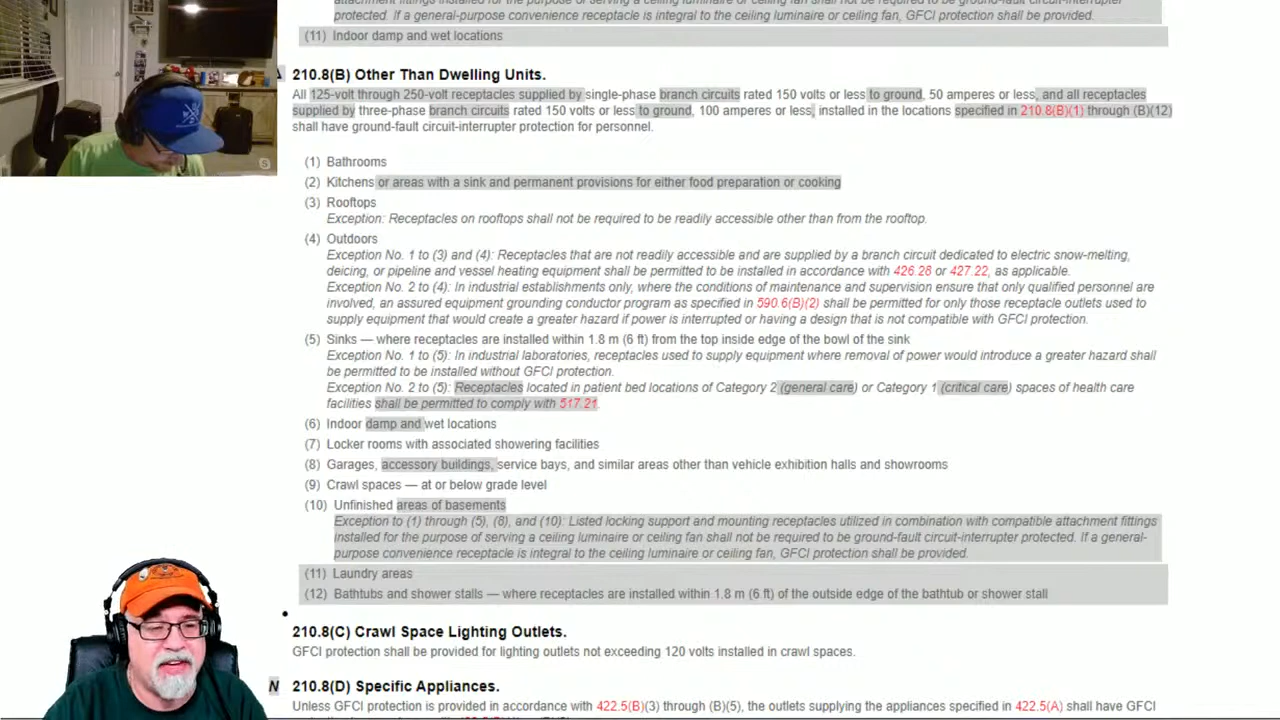 attachment fittings installed for the purpose of serving a ceiling luminaire or ceiling fan shall not be required to be ground-fault circuit-interrupter
protected. If a general-purpose convenience receptacle is integral to the ceiling luminaire or ceiling fan, GFCI protection shall be provided.
(11) Indoor damp and wet locations
210.8(B) Other Than Dwelling Units.
All 125-volt through 250-volt receptacles supplied by single-phase branch circuits rated 150 volts or less to ground, 50 amperes or less, and all receptacles
supplied by three-phase branch circuits rated 150 volts or less to ground, 100 amperes or less, installed in the locations specified in 210.8(B)(1) through (B)(12)
shall have ground-fault circuit-interrupter protection for personnel.
(1) Bathrooms
(2) Kitchens or areas with a sink and permanent provisions for either food preparation or cooking
(3) Rooftops
Exception: Receptacles on rooftops shall not be required to be readily accessible other than from the rooftop.
(4) Outdoors
Exception No. 1 to (3) and (4): Receptacles that are not readily accessible and are supplied by a branch circuit dedicated to electric snow-melting,
deicing, or pipeline and vessel heating equipment shall be permitted to be installed in accordance with 426.28 or 427.22, as applicable.
Exception No. 2 to (4): In industrial establishments only, where the conditions of maintenance and supervision ensure that only qualified personnel are
involved, an assured equipment grounding conductor program as specified in 590.6(B)(2) shall be permitted for only those receptacle outlets used to
supply equipment that would create a greater hazard if power is interrupted or having a design that is not compatible with GFCI protection.
(5) Sinks — where receptacles are installed within 1.8 m (6 ft) from the top inside edge of the bowl of the sink
Exception No. 1 to (5): In industrial laboratories, receptacles used to supply equipment where removal of power would introduce a greater hazard shall
be permitted to be installed without GFCI protection.
Exception No. 2 to (5): Receptacles located in patient bed locations of Category 2 (general care) or Category 1 (critical care) spaces of health care
facilities shall be permitted to comply with 517.21.
(6) Indoor damp and wet locations
(7) Locker rooms with associated showering facilities
(8) Garages, accessory buildings, service bays, and similar areas other than vehicle exhibition halls and showrooms
(9) Crawl spaces — at or below grade level
(10) Unfinished areas of basements
Exception to (1) through (5), (8), and (10): Listed locking support and mounting receptacles utilized in combination with compatible attachment fittings
installed for the purpose of serving a ceiling luminaire or ceiling fan shall not be required to be ground-fault circuit-interrupter protected. If a general-
purpose convenience receptacle is integral to the ceiling luminaire or ceiling fan, GFCI protection shall be provided.
(11) Laundry areas
(12) Bathtubs and shower stalls — where receptacles are installed within 1.8 m (6 ft) of the outside edge of the bathtub or shower stall
210.8(C) Crawl Space Lighting Outlets.
GFCI protection shall be provided for lighting outlets not exceeding 120 volts installed in crawl spaces.
N 210.8(D) Specific Appliances.
Unless GFCI protection is provided in accordance with 422.5(B)(3) through (B)(5), the outlets supplying the appliances specified in 422.5(A) shall have GFCI